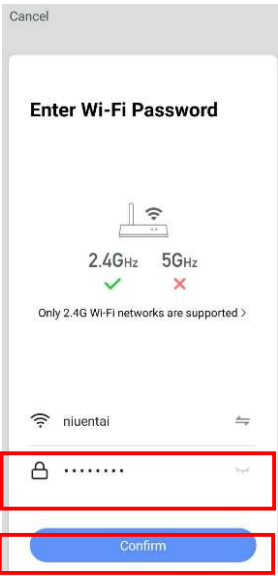 Cancel
Enter Wi-Fi Password
2.4GHz 5GHz
Only 2.4G Wi-Fi networks are supported >
niuentai
········
Confirm